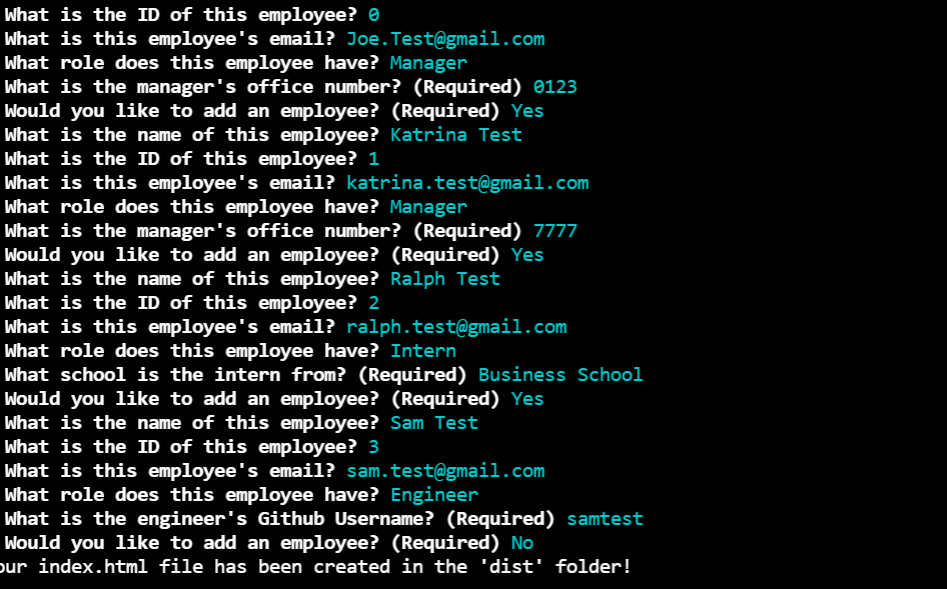 What is the ID of this employee? 0
What is this employee's email? Joe.Test@gmail.com
What role does this employee have? Manager
What is the manager's office number? (Required) 0123
Would you like to add an employee? (Required) Yes
What is the name of this employee? Katrina Test
What is the ID of this employee? 1
What is this employee's email? katrina.test@gmail.com
What role does this employee have? Manager
What is the manager's office number? (Required) 7777
Would you like to add an employee? (Required) Yes
What is the name of this employee? Ralph Test
What is the ID of this employee? 2
What is this employee's email? ralph.test@gmail.com
What role does this employee have? Intern
What school is the intern from? (Required) Business School
Would you like to add an employee? (Required) Yes
What is the name of this employee? Sam Test
What is the ID of this employee? 3
What is this employee's email? sam.test@gmail.com
What role does this employee have? Engineer
What is the engineer's Github Username? (Required) samtest
Would you like to add an employee? (Required) No
our index.html file has been created in the 'dist' folder!